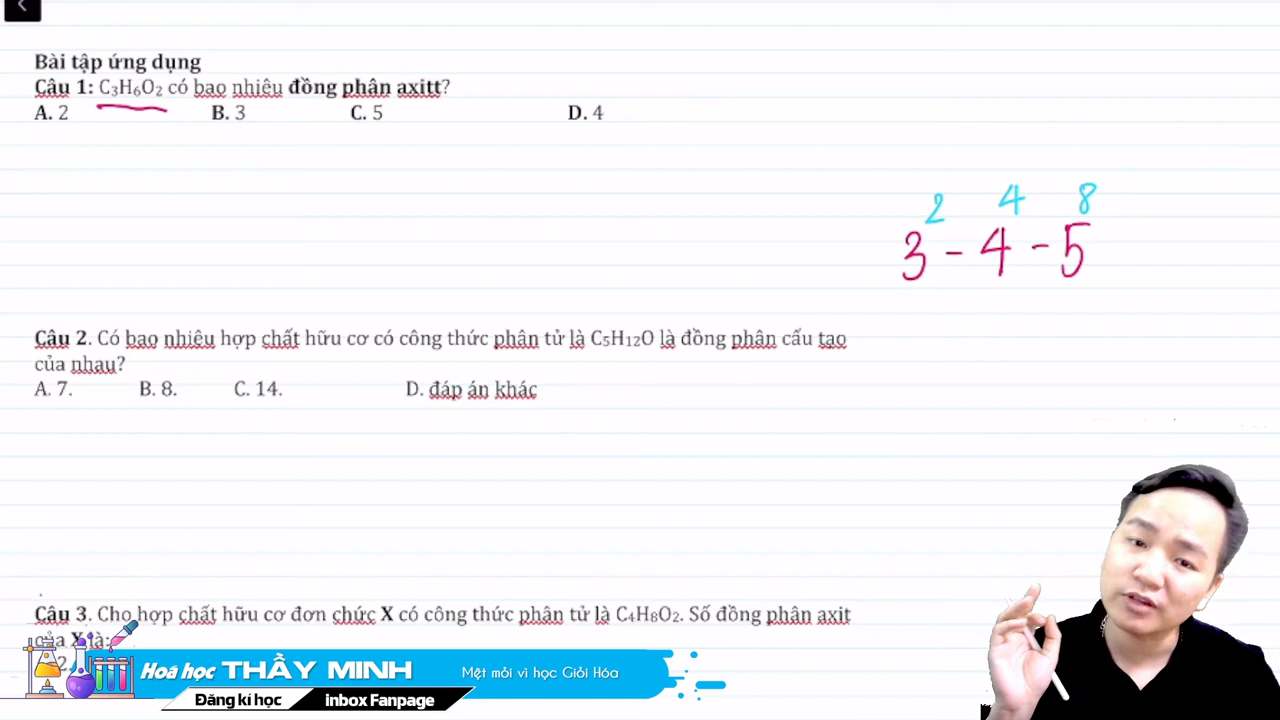 Bài tập ứng dụng
Câu 1: C₃H₆O₂ có bao nhiêu đồng phân axitt?
A. 2 B. 3 C. 5 D. 4
2 4 8
3 - 4 - 5
Câu 2. Có bao nhiêu hợp chất hữu cơ có công thức phân tử là C₅H₁₂O là đồng phân cấu tạo
của nhau?
A. 7. B. 8. C. 14. D. đáp án khác
Câu 3. Cho hợp chất hữu cơ đơn chức X có công thức phân tử là C₄H₈O₂. Số đồng phân axit
của X là:
2
Hoá học THẦY MINH Mệt mỏi vì học Giỏi Hóa
Đăng kí học inbox Fanpage